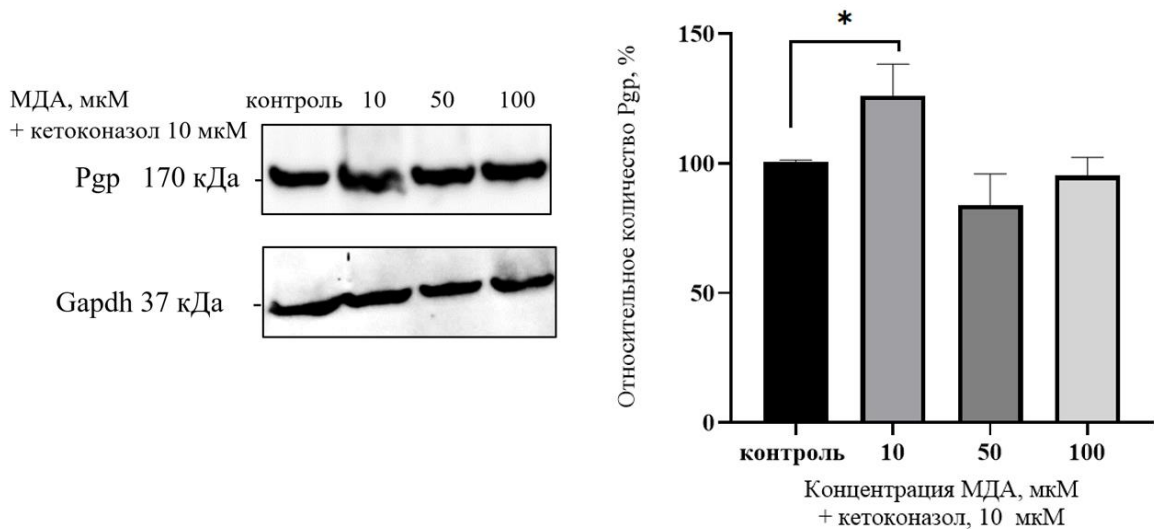 МДА, мкМ контроль 10 50 100
+ кетоконазол 10 мкМ
Pgp 170 кДа -
Gapdh 37 кДа -
Относительное количество Pgp, %
*
150
100
50
0
контроль 10 50 100
Концентрация МДА, мкМ
+ кетоконазол, 10 мкМ